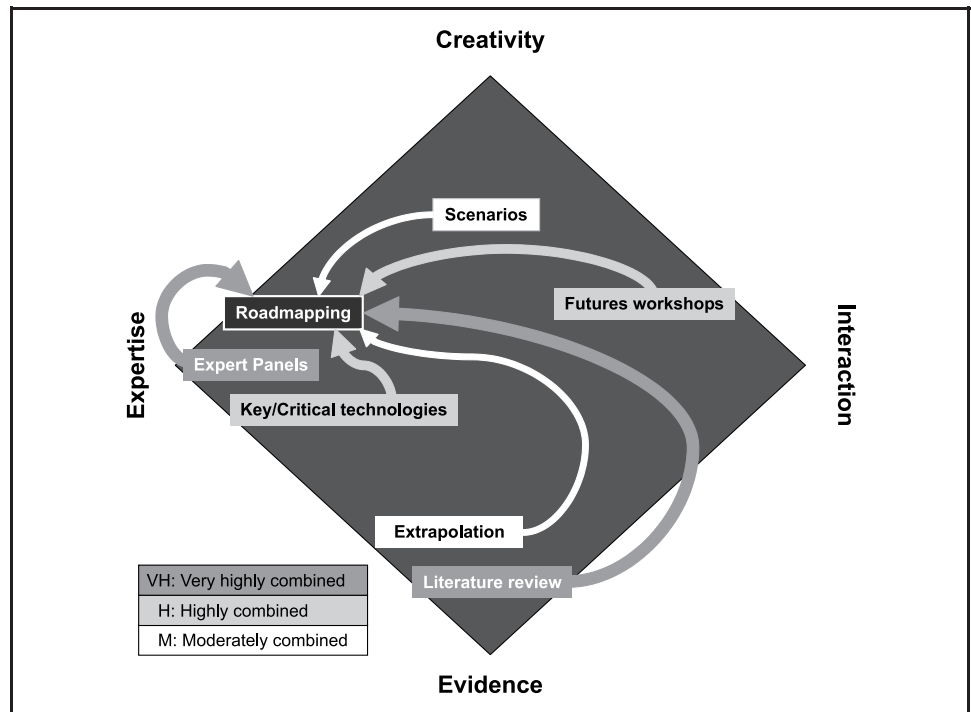 Creativity
Scenarios
Futures workshops
Roadmapping
Expertise
Interaction
Expert Panels
Key/Critical technologies
Extrapolation
Literature review
VH: Very highly combined
H: Highly combined
M: Moderately combined
Evidence